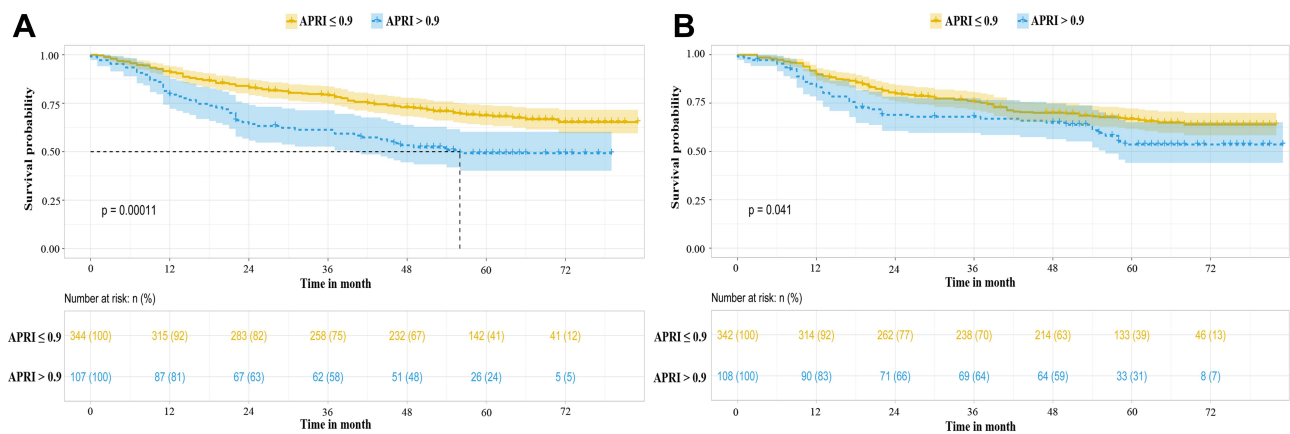 A
APRI ≤ 0.9 APRI > 0.9
Survival probability
1.00
0.75
0.50
0.25
0.00
p = 0.00011
0 12 24 36 48 60 72
Time in month
Number at risk: n (%)
APRI ≤ 0.9 344 (100) 315 (92) 283 (82) 258 (75) 232 (67) 142 (41) 41 (12)
APRI > 0.9 107 (100) 87 (81) 67 (63) 62 (58) 51 (48) 26 (24) 5 (5)
0 12 24 36 48 60 72
Time in month
B
APRI ≤ 0.9 APRI > 0.9
Survival probability
1.00
0.75
0.50
0.25
0.00
p = 0.041
0 12 24 36 48 60 72
Time in month
Number at risk: n (%)
APRI ≤ 0.9 342 (100) 314 (92) 262 (77) 238 (70) 214 (63) 133 (39) 46 (13)
APRI > 0.9 108 (100) 90 (83) 71 (66) 69 (64) 64 (59) 33 (31) 8 (7)
0 12 24 36 48 60 72
Time in month